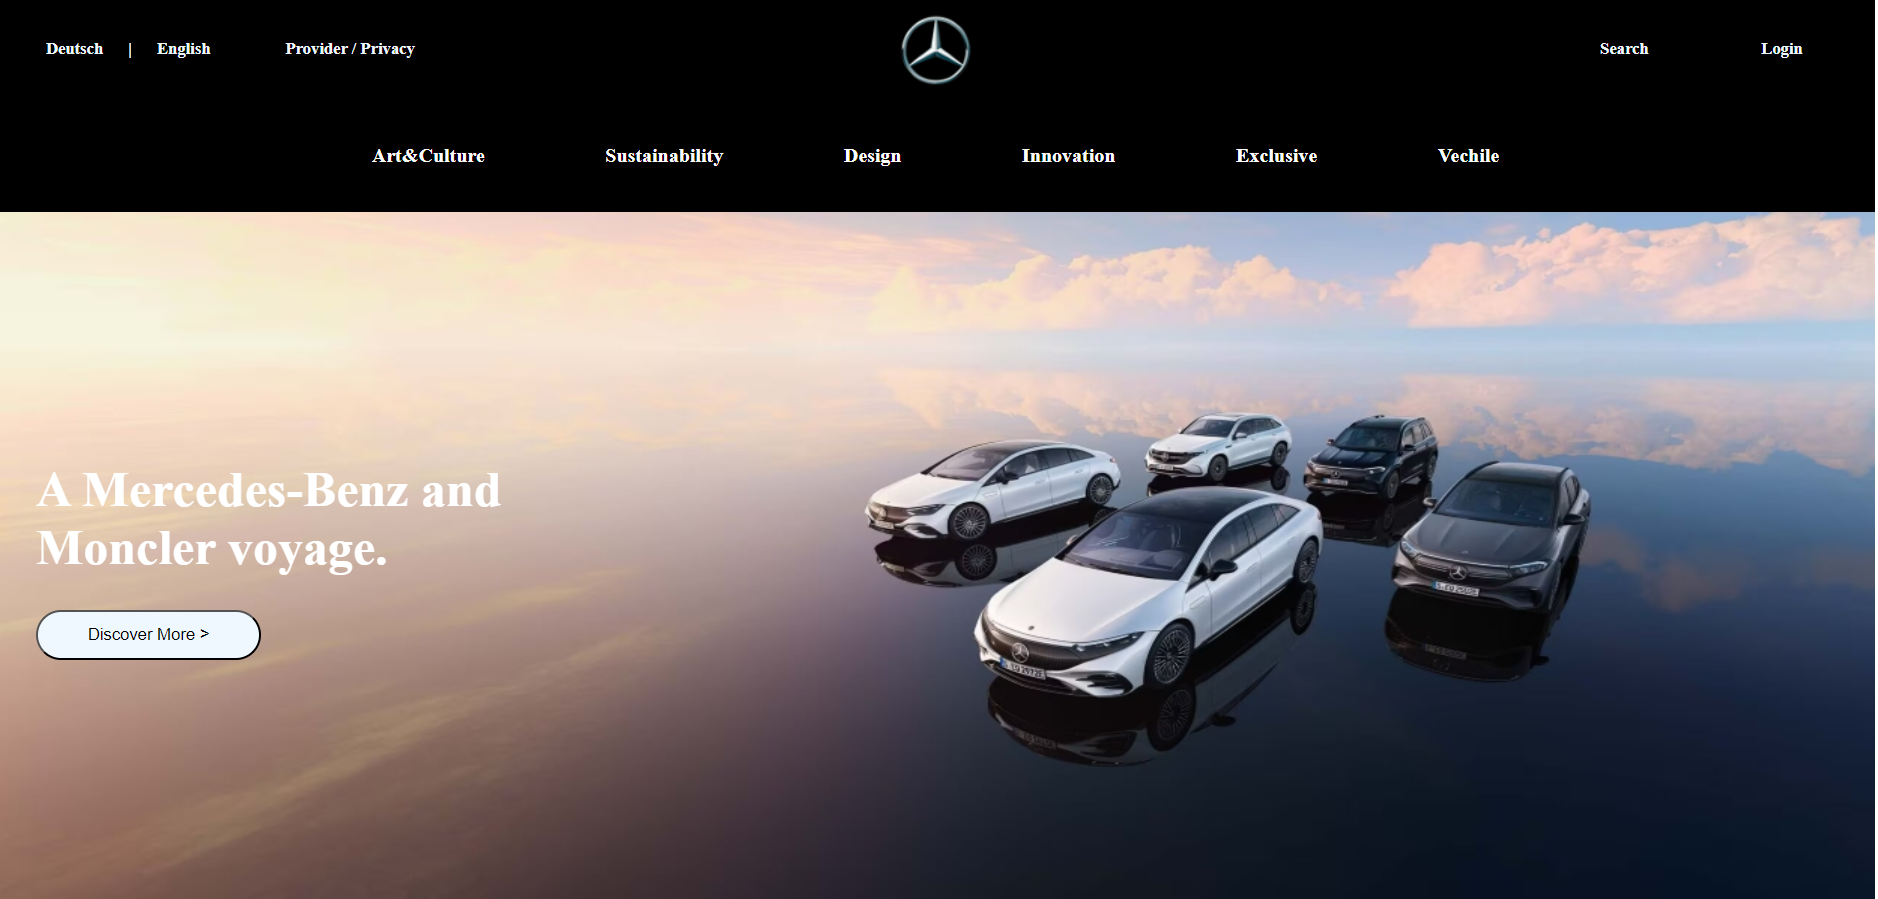 Deutsch | English Provider / Privacy Search Login
Art&Culture Sustainability Design Innovation Exclusive Vechile
A Mercedes-Benz and
Moncler voyage.
Discover More >